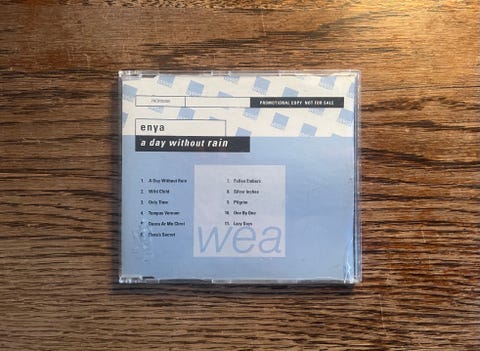 PROMOTIONAL COPY NOT FOR SALE
enya
a day without rain
1. A Day Without Rain
2. Wild Child
3. Only Time
4. Tempus Vernum
5. Deora Ar Mo Chroi
6. Flora's Secret
7. Fallen Embers
8. Silver Inches
9. Pilgrim
10. One By One
11. Lazy Days
wea